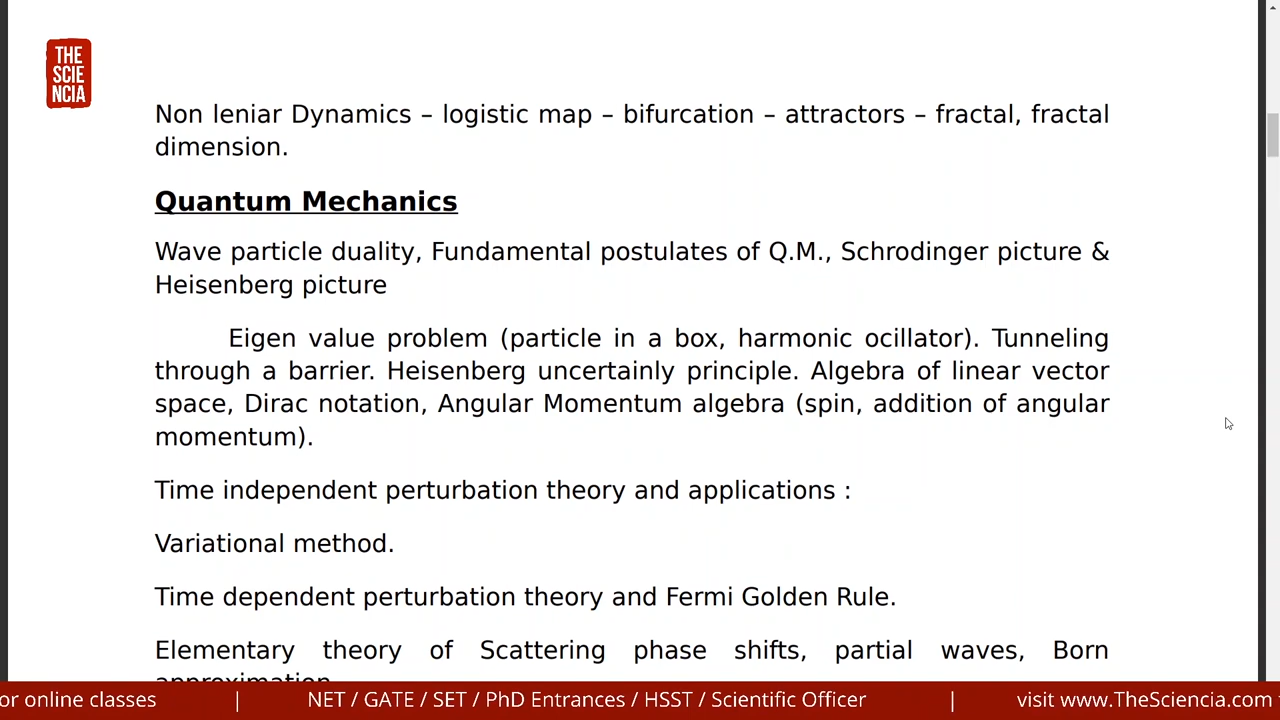 THE
SCIE
NCIA
Non leniar Dynamics – logistic map – bifurcation – attractors – fractal, fractal
dimension.
Quantum Mechanics
Wave particle duality, Fundamental postulates of Q.M., Schrodinger picture &
Heisenberg picture
Eigen value problem (particle in a box, harmonic ocillator). Tunneling
through a barrier. Heisenberg uncertainly principle. Algebra of linear vector
space, Dirac notation, Angular Momentum algebra (spin, addition of angular
momentum).
Time independent perturbation theory and applications :
Variational method.
Time dependent perturbation theory and Fermi Golden Rule.
Elementary theory of Scattering phase shifts, partial waves, Born
approximation
or online classes | NET / GATE / SET / PhD Entrances / HSST / Scientific Officer | visit www.TheSciencia.com